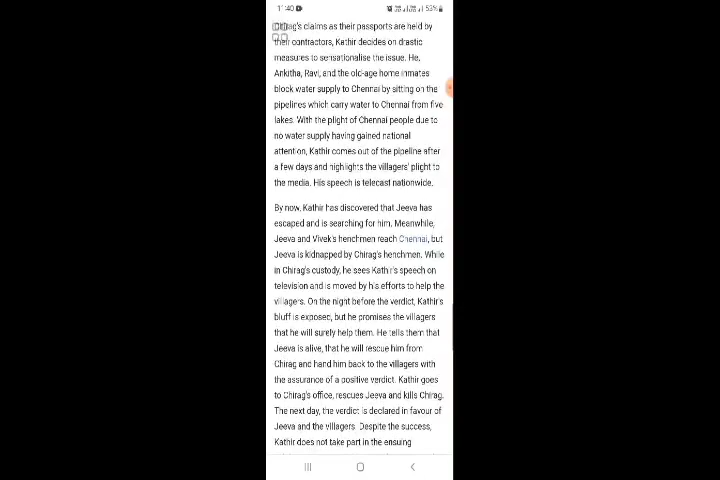 11:40
53%
Chirag's claims as their passports are held by
their contractors, Kathir decides on drastic
measures to sensationalise the issue. He,
Ankitha, Ravi, and the old-age home inmates
block water supply to Chennai by sitting on the
pipelines which carry water to Chennai from five
lakes. With the plight of Chennai people due to
no water supply having gained national
attention, Kathir comes out of the pipeline after
a few days and highlights the villagers' plight to
the media. His speech is telecast nationwide.
By now, Kathir has discovered that Jeeva has
escaped and is searching for him. Meanwhile,
Jeeva and Vivek's henchmen reach Chennai, but
Jeeva is kidnapped by Chirag's henchmen. While
in Chirag's custody, he sees Kathir's speech on
television and is moved by his efforts to help the
villagers. On the night before the verdict, Kathir's
bluff is exposed, but he promises the villagers
that he will surely help them. He tells them that
Jeeva is alive, that he will rescue him from
Chirag and hand him back to the villagers with
the assurance of a positive verdict. Kathir goes
to Chirag's office, rescues Jeeva and kills Chirag.
The next day, the verdict is declared in favour of
Jeeva and the villagers. Despite the success,
Kathir does not take part in the ensuing